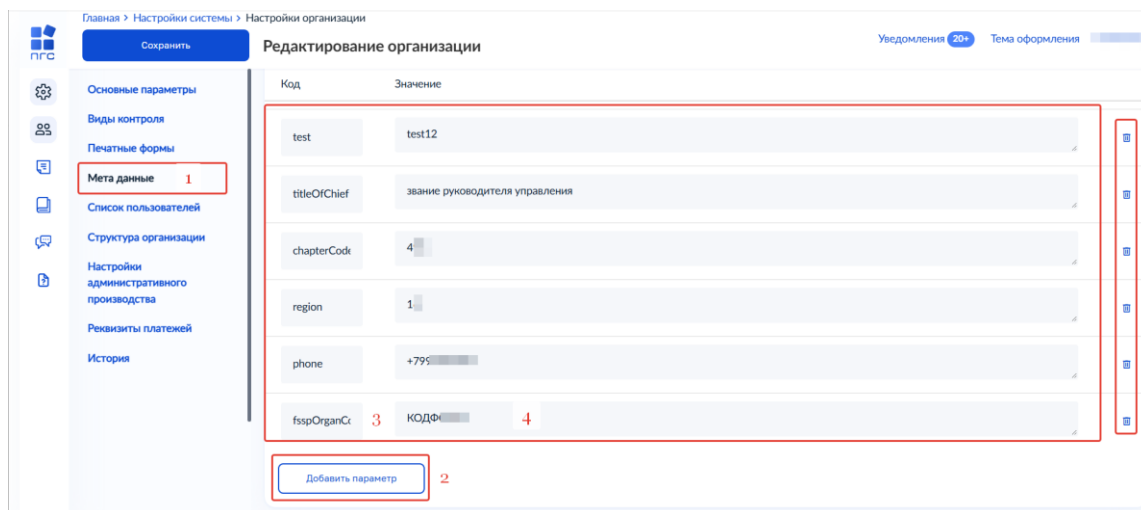 Главная > Настройки системы > Настройки организации
пгс
Сохранить
Редактирование организации
Уведомления 20+ Тема оформления
Основные параметры
Виды контроля
Печатные формы
Мета данные 1
Список пользователей
Структура организации
Настройки
административного
производства
Реквизиты платежей
История
Код Значение
test test12
titleOfChief звание руководителя управления
chapterCode 4
region 1
phone +799
fsspOrganCo 3 КОДФ 4
Добавить параметр 2